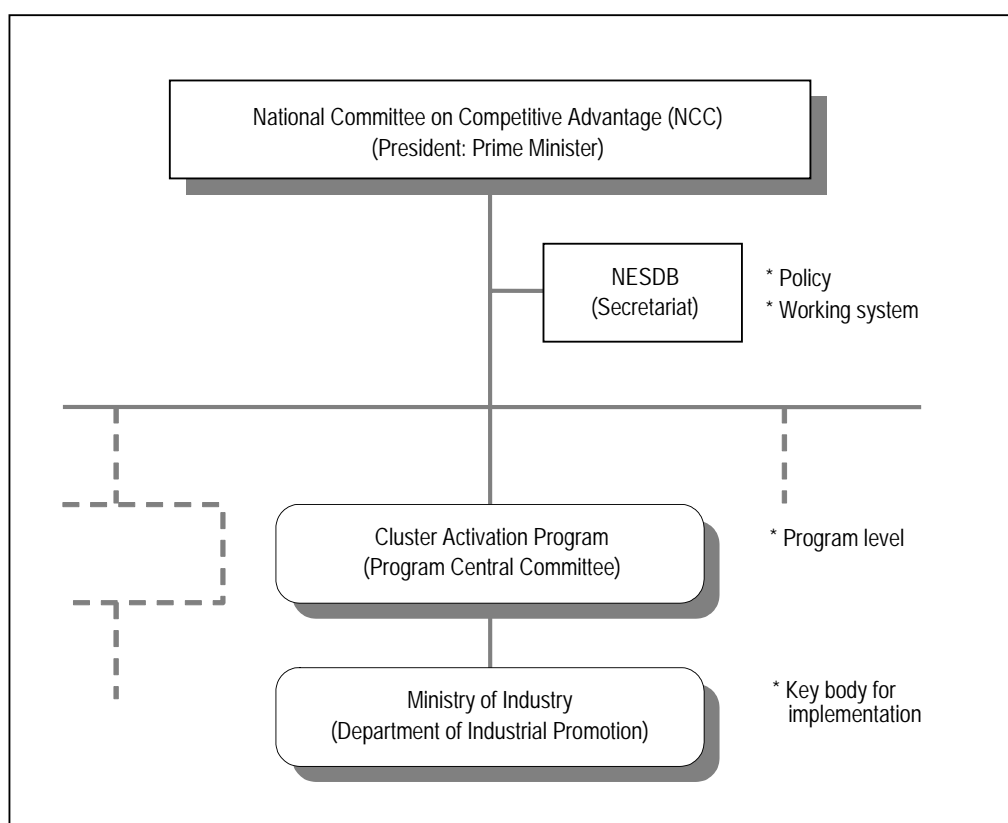 National Committee on Competitive Advantage (NCC)
(President: Prime Minister)
NESDB
(Secretariat)
* Policy
* Working system
Cluster Activation Program
(Program Central Committee)
* Program level
Ministry of Industry
(Department of Industrial Promotion)
* Key body for
implementation